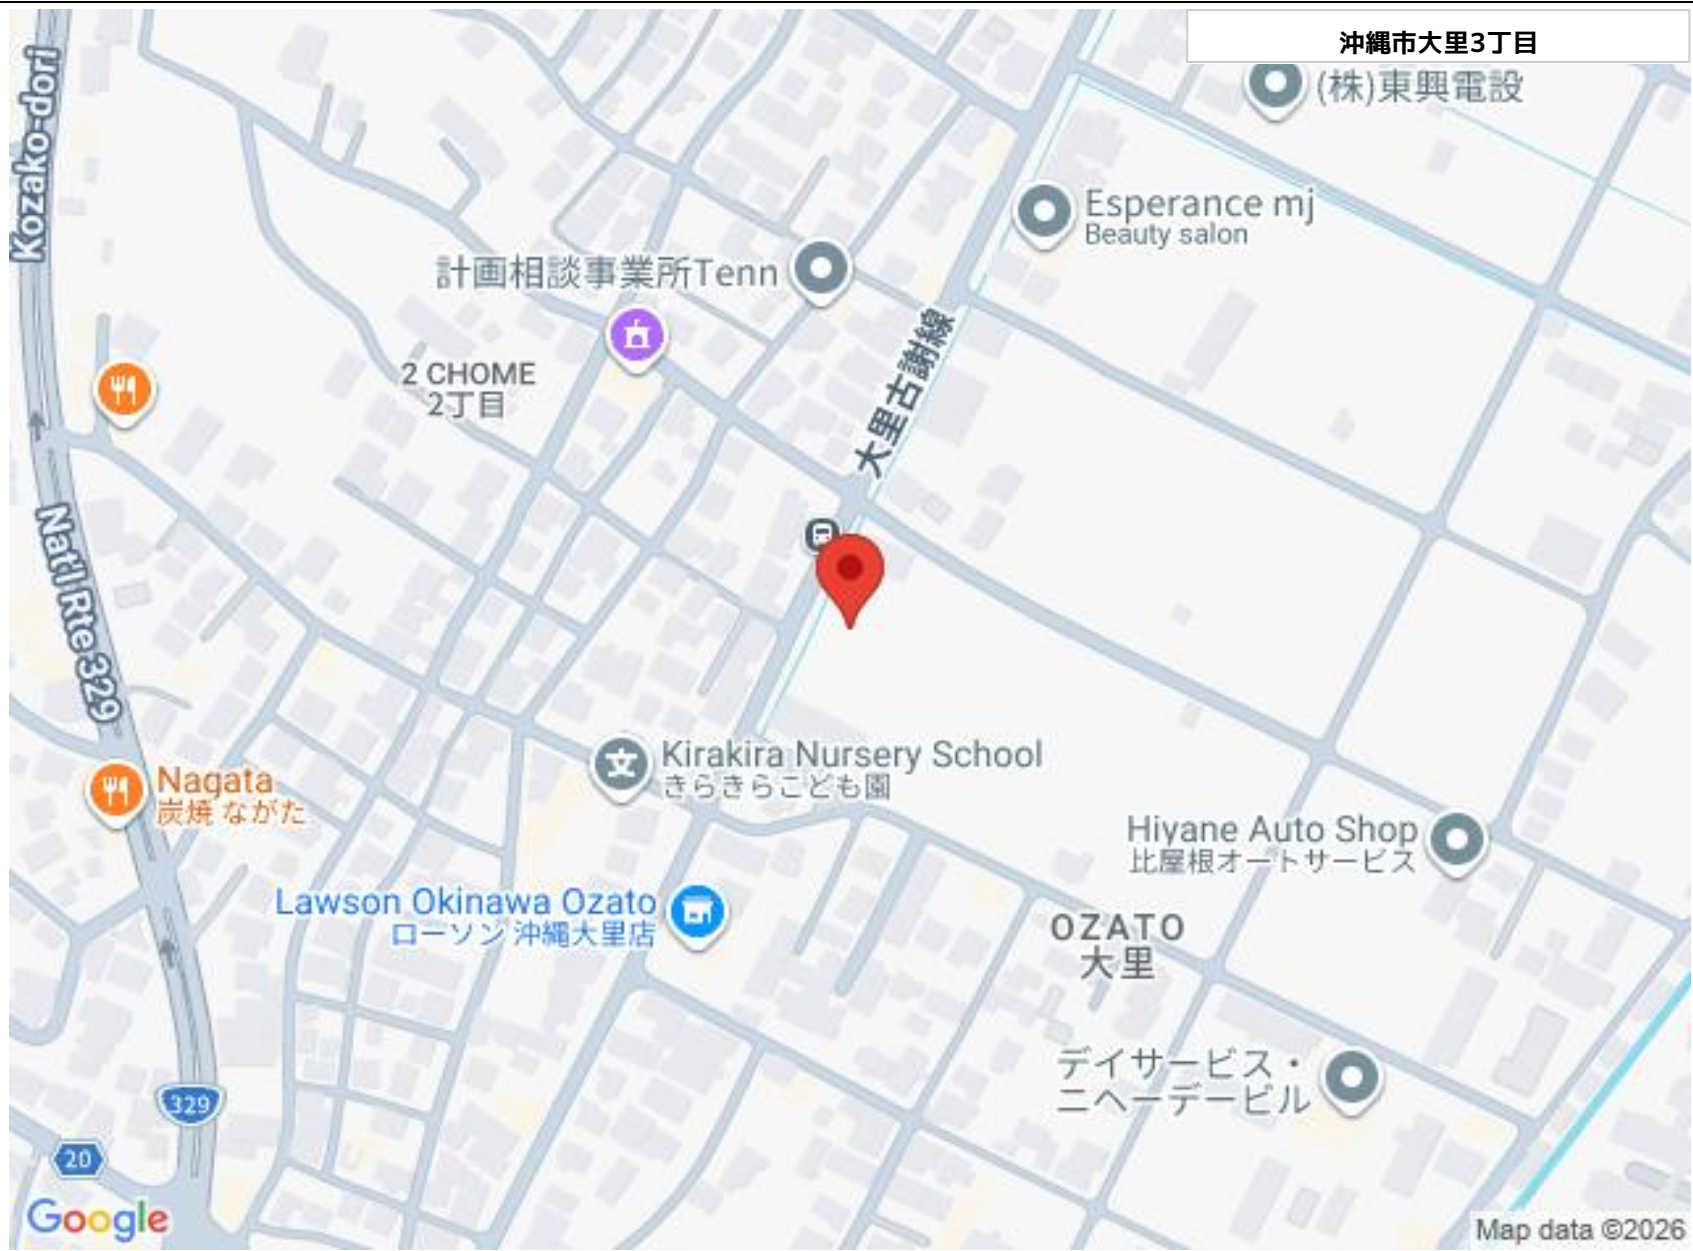 沖縄市大里3丁目
(株)東興電設
Kozako-dori
Esperance mj
Beauty salon
計画相談事業所Tenn
大里古謝線
2 CHOME
2丁目
Nat'l Rte 329
Kirakira Nursery School
きらきらこども園
Nagata
炭焼 ながた
Hiyane Auto Shop
比屋根オートサービス
Lawson Okinawa Ozato
ローソン 沖縄大里店
OZATO
大里
デイサービス・
ニヘーデービル
329
20
Google
Map data ©2026